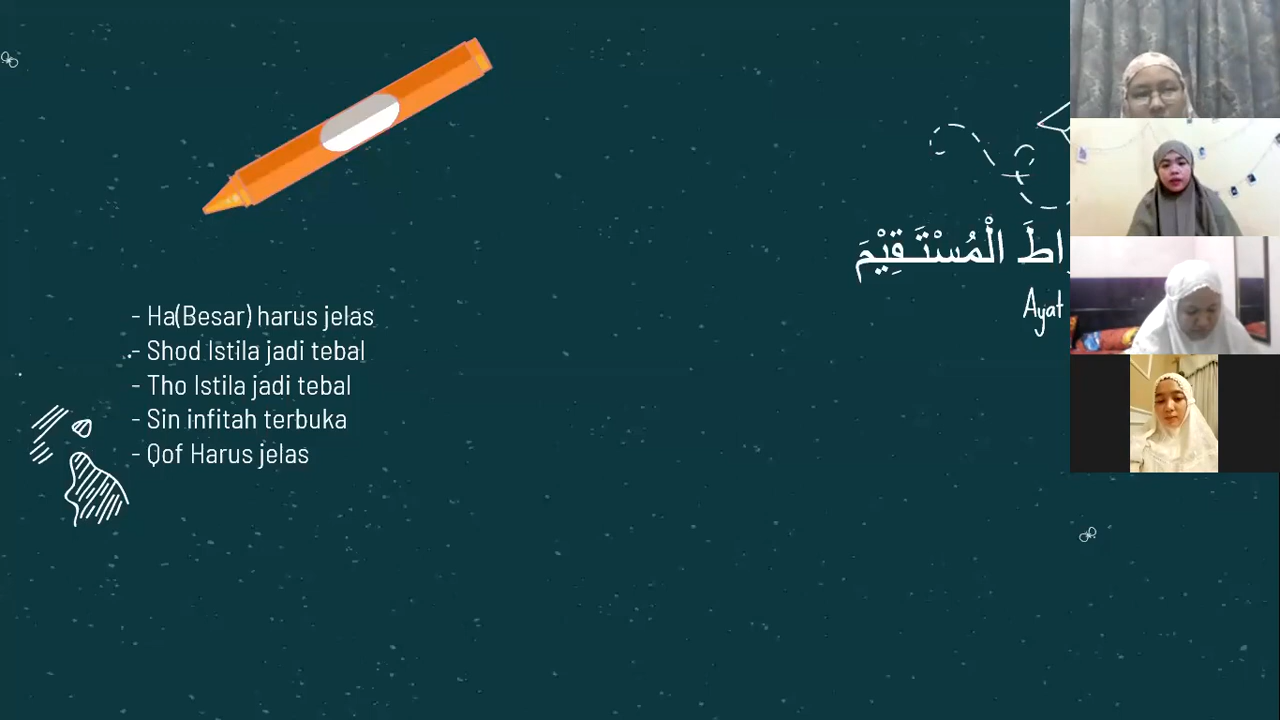 اطَ الْمُسْتَـقِيْمَ
Ayat
- Ha(Besar) harus jelas
- Shod Istila jadi tebal
- Tho Istila jadi tebal
- Sin infitah terbuka
- Qof Harus jelas